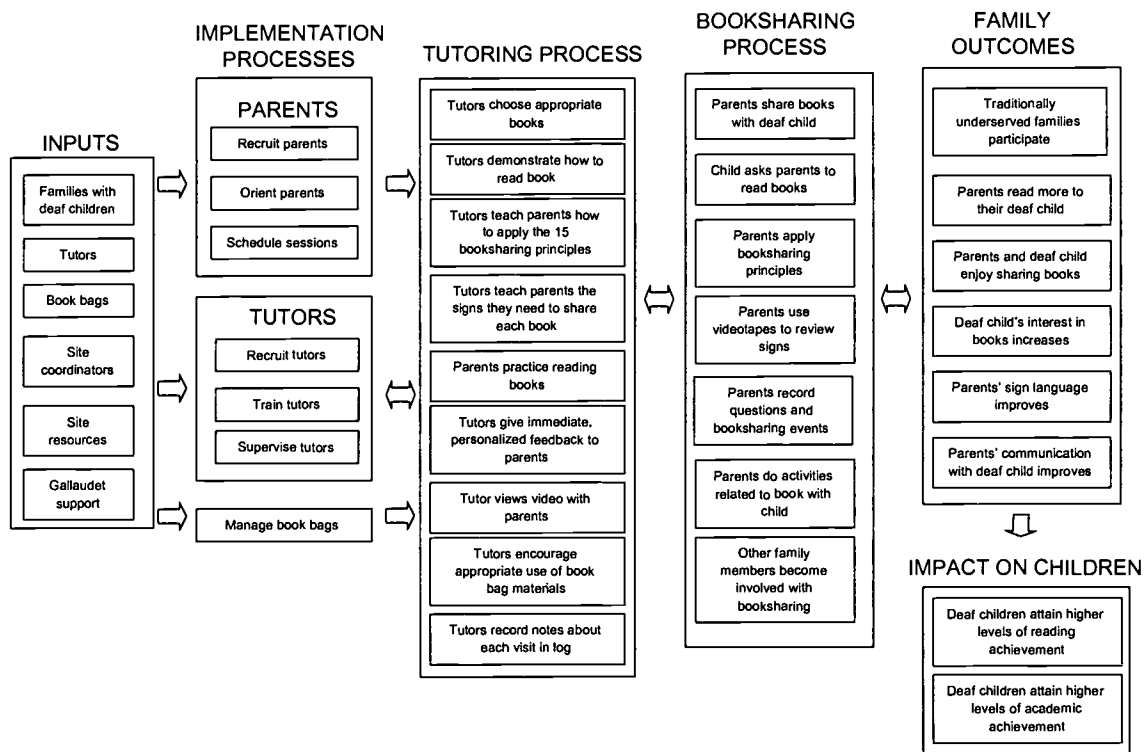 INPUTS
Families with
deaf children
Tutors
Book bags
Site
coordinators
Site
resources
Gallaudet
support
IMPLEMENTATION
PROCESSES
PARENTS
Recruit parents
Orient parents
Schedule sessions
TUTORS
Recruit tutors
Train tutors
Supervise tutors
Manage book bags
TUTORING PROCESS
Tutors choose appropriate
books
Tutors demonstrate how to
read book
Tutors teach parents how
to apply the 15
booksharing principles
Tutors teach parents the
signs they need to share
each book
Parents practice reading
books
Tutors give immediate,
personalized feedback to
parents
Tutor views video with
parents
Tutors encourage
appropriate use of book
bag materials
Tutors record notes about
each visit in log
BOOKSHARING
PROCESS
Parents share books
with deaf child
Child asks parents to
read books
Parents apply
booksharing
principles
Parents use
videotapes to review
signs
Parents record
questions and
booksharing events
Parents do activities
related to book with
child
Other family
members become
involved with
booksharing
FAMILY
OUTCOMES
Traditionally
underserved families
participate
Parents read more to
their deaf child
Parents and deaf child
enjoy sharing books
Deaf child's interest in
books increases
Parents' sign language
improves
Parents' communication
with deaf child improves
IMPACT ON CHILDREN
Deaf children attain higher
levels of reading
achievement
Deaf children attain higher
levels of academic
achievement